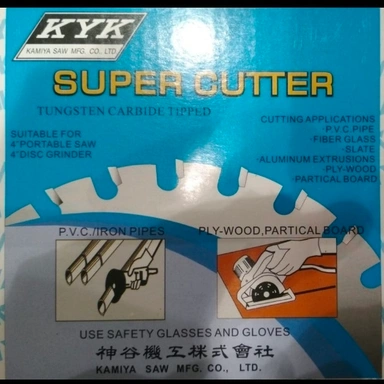 KYK
KAMIYA SAW MFG. CO., LTD.
SUPER CUTTER
TUNGSTEN CARBIDE TIPPED
CUTTING APPLICATIONS
·P.V.C.PIPE
·FIBER GLASS
·SLATE
·ALUMINUM EXTRUSIONS
·PLY-WOOD
·PARTICAL BOARD
SUITABLE FOR
4"PORTABLE SAW
4"DISC GRINDER
P.V.C./IRON PIPES
PLY-WOOD,PARTICAL BOARD
USE SAFETY GLASSES AND GLOVES
神谷機工株式會社
KAMIYA SAW MFG. CO., LTD.